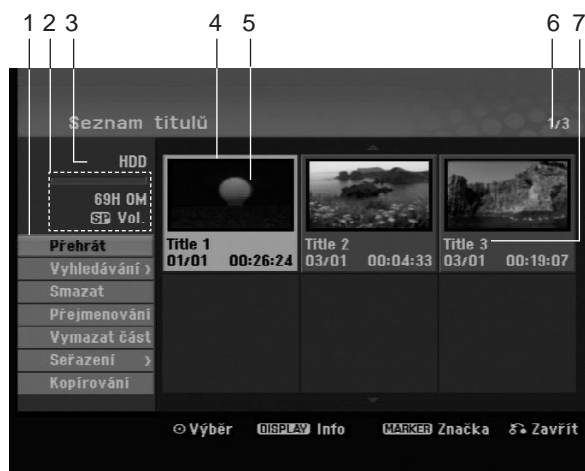 1 2 3 4 5 6 7
Seznam titulů
1/3
HDD
69H 0M
SP Vol.
Přehrát
Vyhledávání ›
Smazat
Přejmenování
Vymazat část
Seřazení ›
Kopírování
Title 1
01/01 00:26:24
Title 2
03/01 00:04:33
Title 3
03/01 00:19:07
Výběr DISPLAY Info MARKER Značka Zavřít